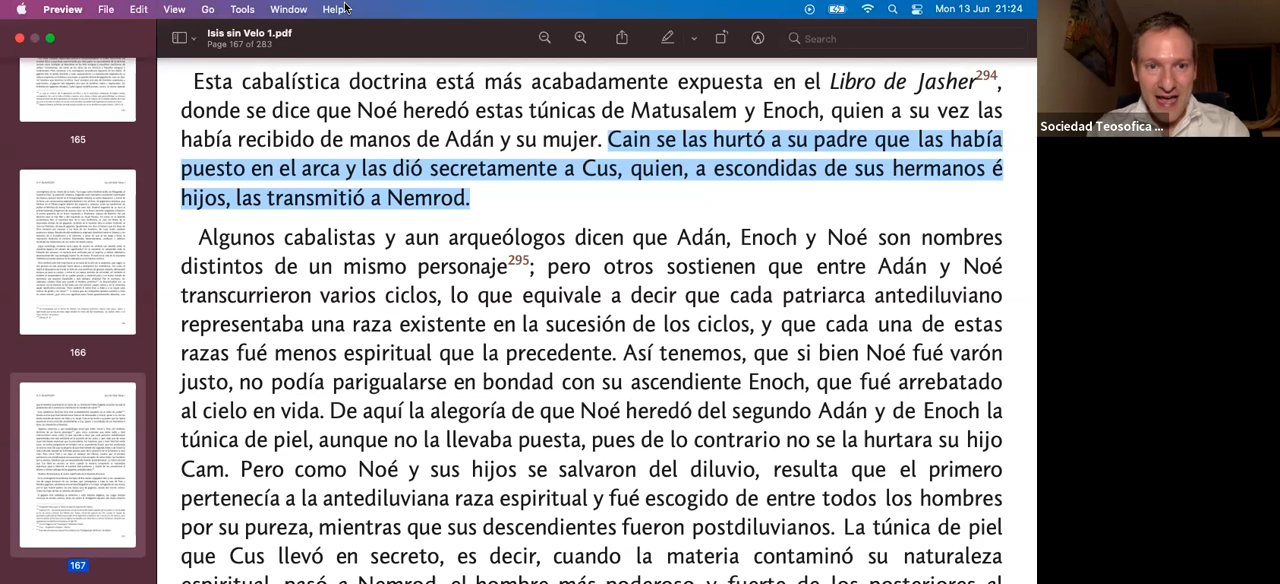 Preview File Edit View Go Tools Window Help
Mon 13 Jun 21:24
Isis sin Velo 1.pdf
Page 167 of 283
Search
165
166
167
Esta cabalística doctrina está más acabadamente expuesta en el Libro de Jasher294,
donde se dice que Noé heredó estas túnicas de Matusalem y Enoch, quien a su vez las
había recibido de manos de Adán y su mujer. Cain se las hurtó a su padre que las había
puesto en el arca y las dió secretamente a Cus, quien, a escondidas de sus hermanos é
hijos, las transmitió a Nemrod.
Algunos cabalistas y aun arqueólogos dicen que Adán, Enoch y Noé son nombres
distintos de un mismo personaje295, pero otros sostienen que entre Adán y Noé
transcurrieron varios ciclos, lo que equivale a decir que cada patriarca antediluviano
representaba una raza existente en la sucesión de los ciclos, y que cada una de estas
razas fué menos espiritual que la precedente. Así tenemos, que si bien Noé fué varón
justo, no podía parigualarse en bondad con su ascendiente Enoch, que fué arrebatado
al cielo en vida. De aquí la alegoría de que Noé heredó del segundo Adán y de Enoch la
túnica de piel, aunque no la llevaba puesta, pues de lo contrario no se la hurtara su hijo
Cain. Pero como Noé y sus hijos se salvaron del diluvio, resulta que el primero
pertenecía a la antediluviana raza espiritual y fué escogido de entre todos los hombres
por su pureza, mientras que sus descendientes fueron postdiluvianos. La túnica de piel
que Cus llevó en secreto, es decir, cuando la materia contaminó su naturaleza
espiritual, pasó a Nemrod, el hombre más poderoso y fuerte de los posteriores al
Sociedad Teosofica ...